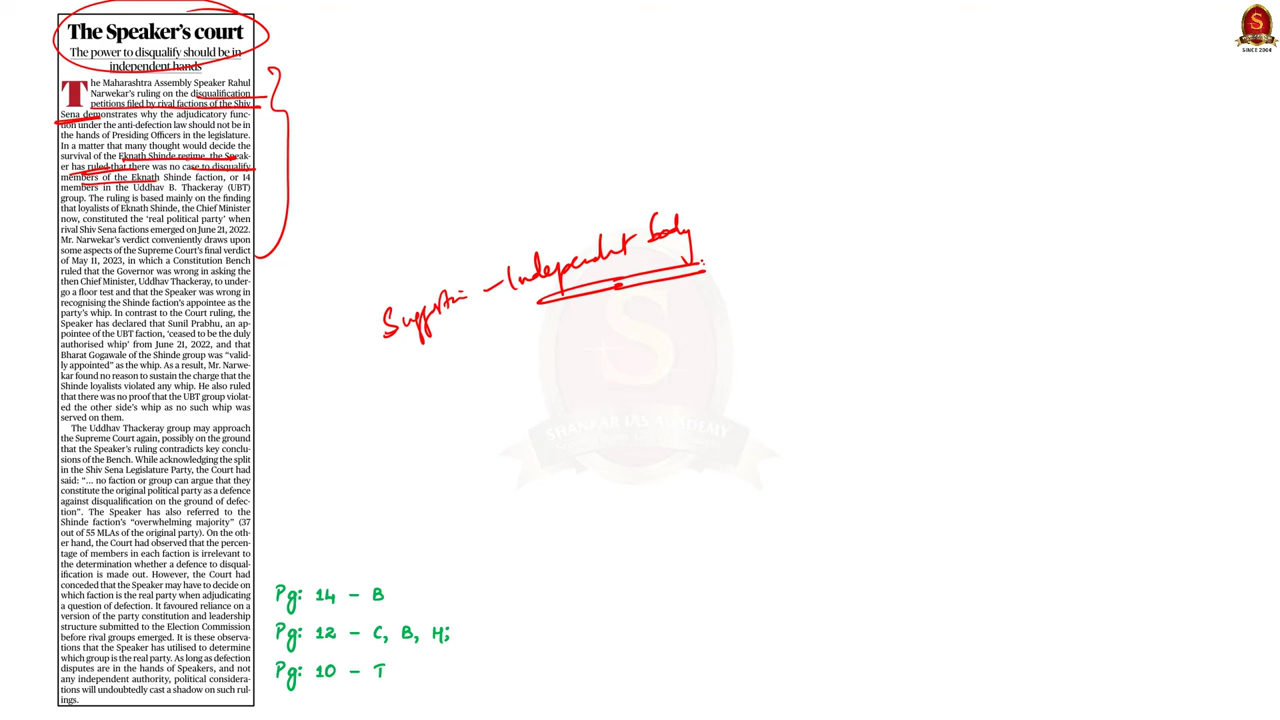 The Speaker's court
The power to disqualify should be in
independent hands
The Maharashtra Assembly Speaker Rahul
Narwekar's ruling on the disqualification
petitions filed by rival factions of the Shiv
Sena demonstrates why the adjudicatory func-
tion under the anti-defection law should not be in
the hands of Presiding Officers in the legislature.
In a matter that many thought would decide the
survival of the Eknath Shinde regime, the Speak-
er has ruled that there was no case to disqualify
members of the Eknath Shinde faction, or 14
members in the Uddhav B. Thackeray (UBT)
group. The ruling is based mainly on the finding
that loyalists of Eknath Shinde, the Chief Minister
now, constituted the 'real political party' when
rival Shiv Sena factions emerged on June 21, 2022.
Mr. Narwekar's verdict conveniently draws upon
some aspects of the Supreme Court's final verdict
of May 11, 2023, in which a Constitution Bench
ruled that the Governor was wrong in asking the
then Chief Minister, Uddhav Thackeray, to under-
go a floor test and that the Speaker was wrong in
recognising the Shinde faction's appointee as the
party's whip. In contrast to the Court ruling, the
Speaker has declared that Sunil Prabhu, an ap-
pointee of the UBT faction, 'ceased to be the duly
authorised whip' from June 21, 2022, and that
Bharat Gogawale of the Shinde group was "valid-
ly appointed" as the whip. As a result, Mr. Narwe-
kar found no reason to sustain the charge that the
Shinde loyalists violated any whip. He also ruled
that there was no proof that the UBT group violat-
ed the other side's whip as no such whip was
served on them.
The Uddhav Thackeray group may approach
the Supreme Court again, possibly on the ground
that the Speaker's ruling contradicts key conclu-
sions of the Bench. While acknowledging the split
in the Shiv Sena Legislature Party, the Court had
said: "... no faction or group can argue that they
constitute the original political party as a defence
against disqualification on the ground of defec-
tion". The Speaker has also referred to the
Shinde faction's "overwhelming majority" (37
out of 55 MLAs of the original party). On the oth-
er hand, the Court had observed that the percen-
tage of members in each faction is irrelevant to
the determination whether a defence to disqual-
ification is made out. However, the Court had
conceded that the Speaker may have to decide on
which faction is the real party when adjudicating
a question of defection. It favoured reliance on a
version of the party constitution and leadership
structure submitted to the Election Commission
before rival groups emerged. It is these observa-
tions that the Speaker has utilised to determine
which group is the real party. As long as defection
disputes are in the hands of Speakers, and not
any independent authority, political considera-
tions will undoubtedly cast a shadow on such rul-
ings.
Suggestion - Independent body
Pg: 14 - B
Pg: 12 - C, B, H;
Pg: 10 - T
S
SHANKAR IAS ACADEMY
S
SINCE 2004